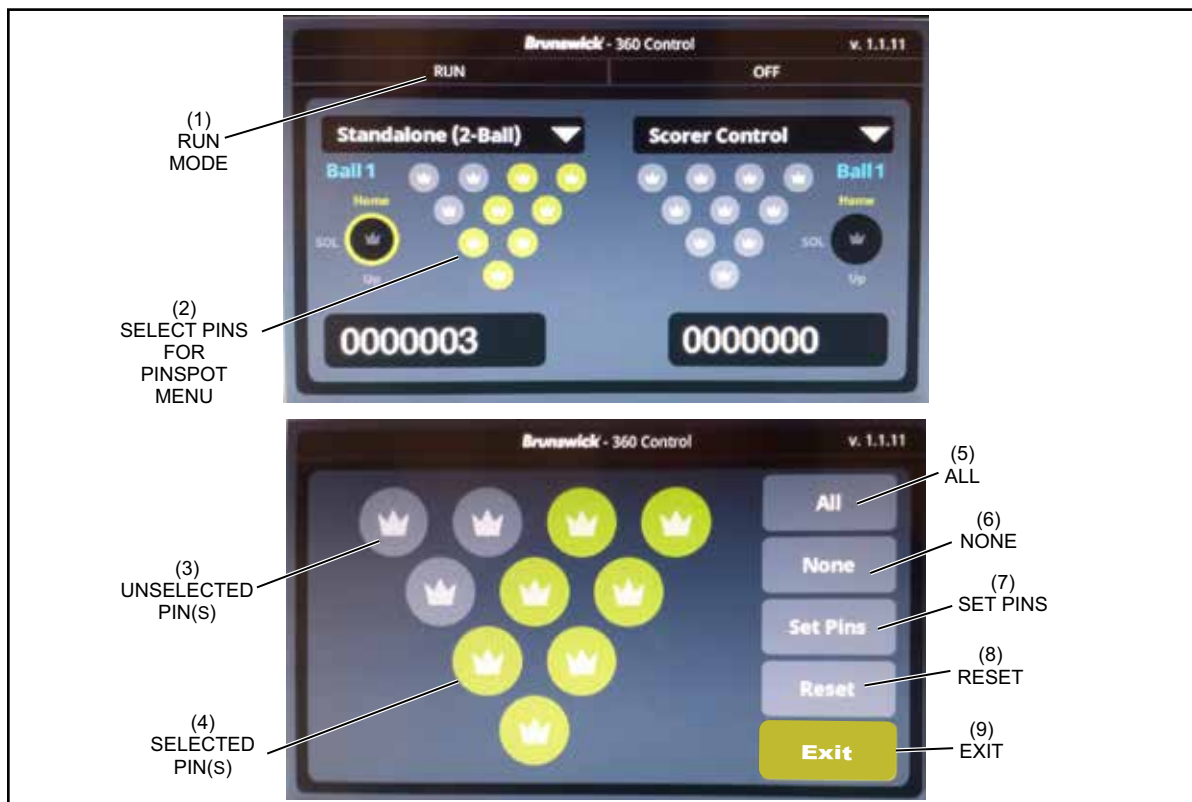 Brunswick - 360 Control
v. 1.1.11
RUN
OFF
(1)
RUN
MODE
Standalone (2-Ball)
Scorer Control
Ball 1
Ball 1
Home
Home
SOL
SOL
Up
Up
(2)
SELECT PINS
FOR
PINSPOT
MENU
0000003
0000000
Brunswick - 360 Control
v. 1.1.11
(3)
UNSELECTED
PIN(S)
(4)
SELECTED
PIN(S)
All
None
Set Pins
Reset
Exit
(5)
ALL
(6)
NONE
(7)
SET PINS
(8)
RESET
(9)
EXIT